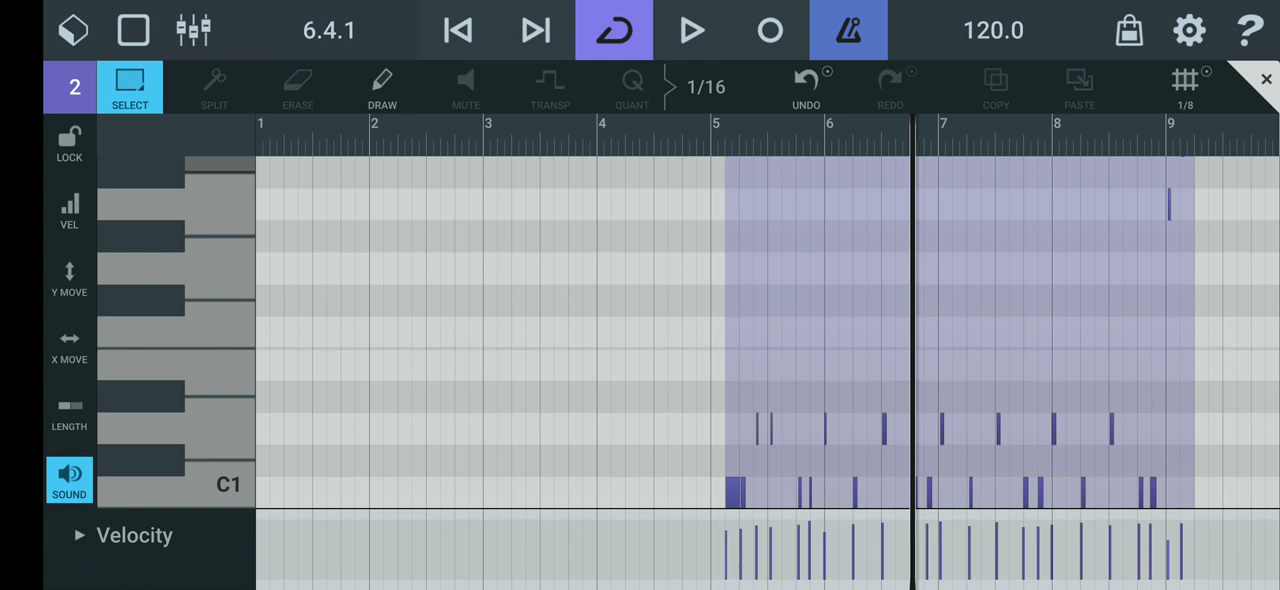 6.4.1
120.0
?
2
SELECT
SPLIT
ERASE
DRAW
MUTE
TRANSP
QUANT
1/16
UNDO
REDO
COPY
PASTE
1/8
LOCK
1 2 3 4 5 6 7 8 9
VEL
Y MOVE
X MOVE
LENGTH
SOUND
C1
Velocity